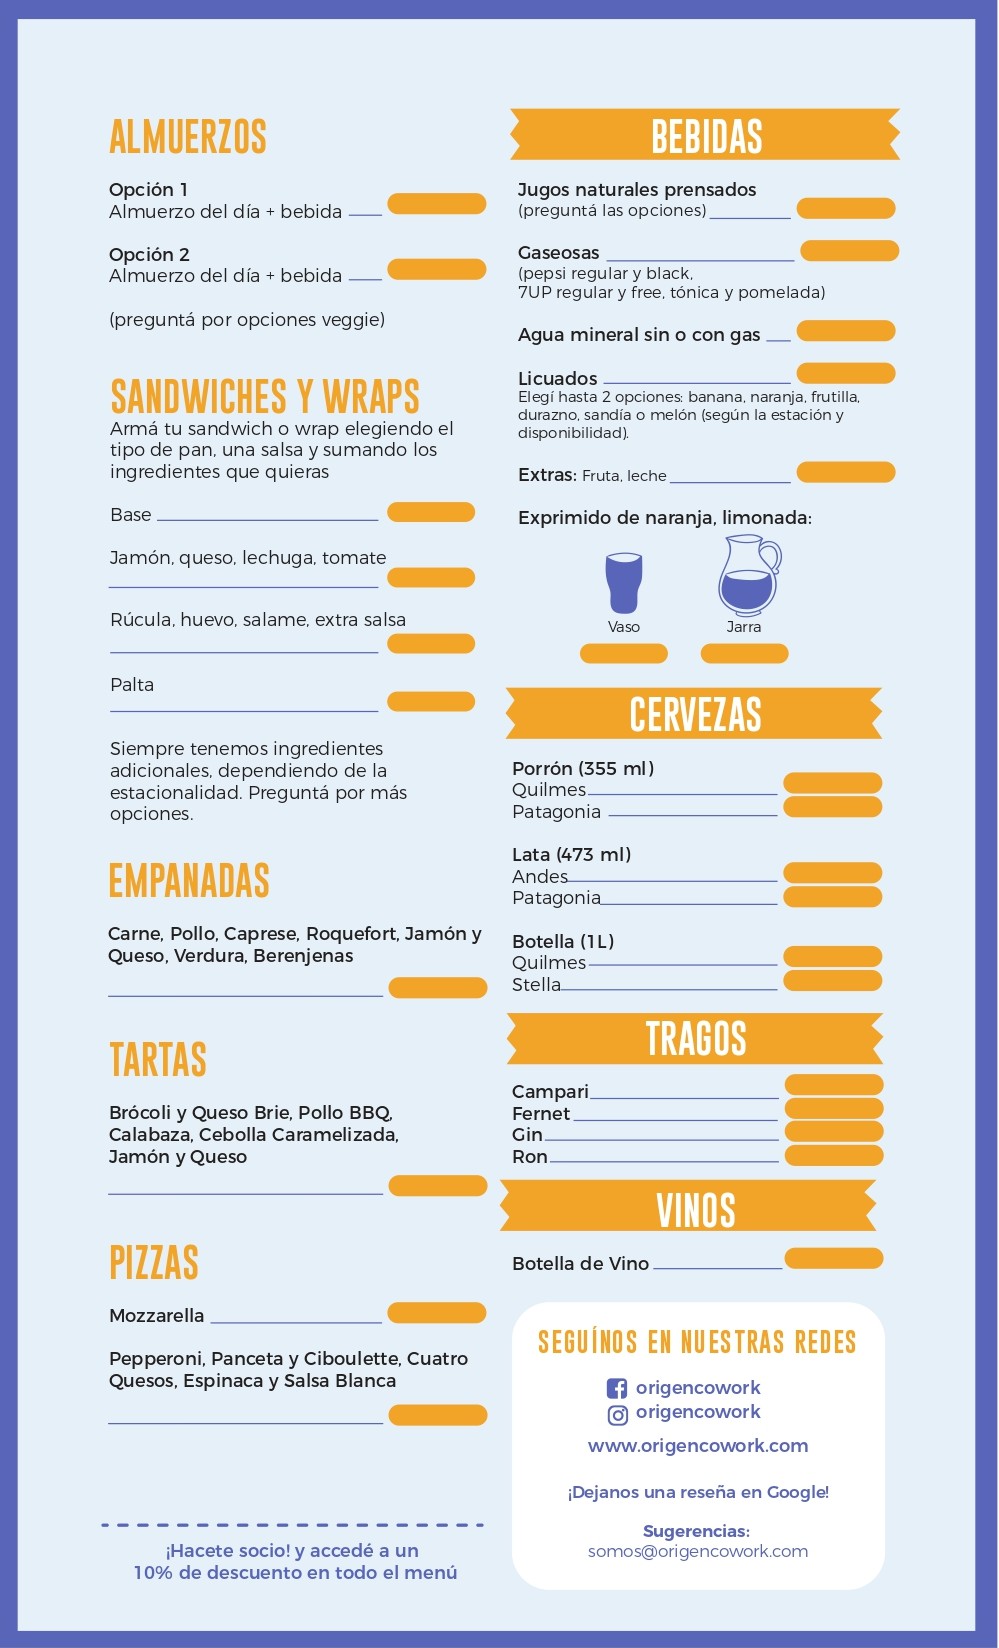 ALMUERZOS
Opción 1
Almuerzo del día + bebida
Opción 2
Almuerzo del día + bebida
(preguntá por opciones veggie)
SANDWICHES Y WRAPS
Armá tu sandwich o wrap elegiendo el
tipo de pan, una salsa y sumando los
ingredientes que quieras
Base
Jamón, queso, lechuga, tomate
Rúcula, huevo, salame, extra salsa
Palta
Siempre tenemos ingredientes
adicionales, dependiendo de la
estacionalidad. Preguntá por más
opciones.
EMPANADAS
Carne, Pollo, Caprese, Roquefort, Jamón y
Queso, Verdura, Berenjenas
TARTAS
Brócoli y Queso Brie, Pollo BBQ,
Calabaza, Cebolla Caramelizada,
Jamón y Queso
PIZZAS
Mozzarella
Pepperoni, Panceta y Ciboulette, Cuatro
Quesos, Espinaca y Salsa Blanca
¡Hacete socio! y accedé a un
10% de descuento en todo el menú
BEBIDAS
Jugos naturales prensados
(preguntá las opciones)
Gaseosas
(pepsi regular y black,
7UP regular y free, tónica y pomelada)
Agua mineral sin o con gas
Licuados
Elegí hasta 2 opciones: banana, naranja, frutilla,
durazno, sandía o melón (según la estación y
disponibilidad).
Extras: Fruta, leche
Exprimido de naranja, limonada:
Vaso Jarra
CERVEZAS
Porrón (355 ml)
Quilmes
Patagonia
Lata (473 ml)
Andes
Patagonia
Botella (1L)
Quilmes
Stella
TRAGOS
Campari
Fernet
Gin
Ron
VINOS
Botella de Vino
SEGUÍNOS EN NUESTRAS REDES
origencowork
origencowork
www.origencowork.com
¡Dejanos una reseña en Google!
Sugerencias:
somos@origencowork.com